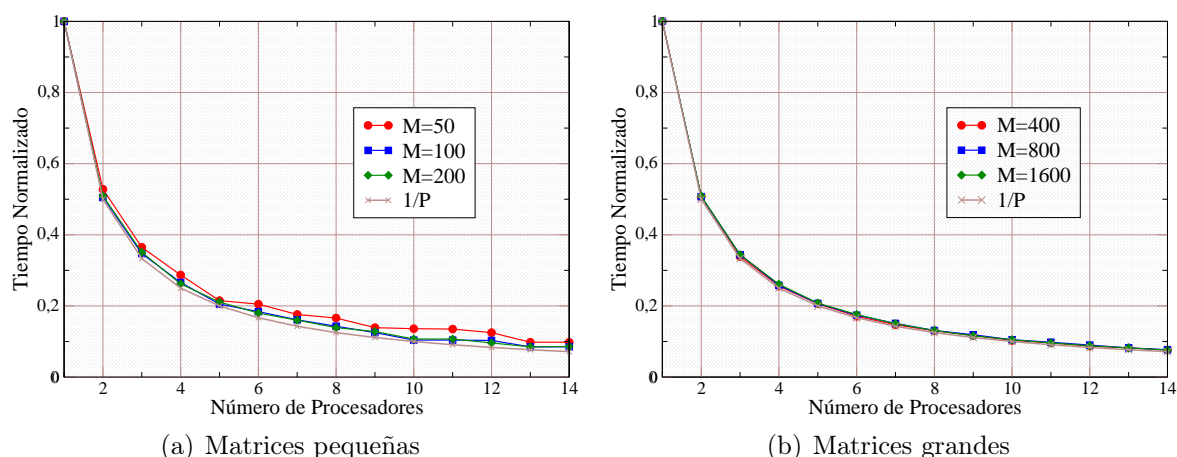 1
0,8
0,6
0,4
0,2
0
Tiempo Normalizado
2
4
6
8
10
12
14
Número de Procesadores
M=50
M=100
M=200
1/P
(a) Matrices pequeñas
1
0,8
0,6
0,4
0,2
0
Tiempo Normalizado
2
4
6
8
10
12
14
Número de Procesadores
M=400
M=800
M=1600
1/P
(b) Matrices grandes